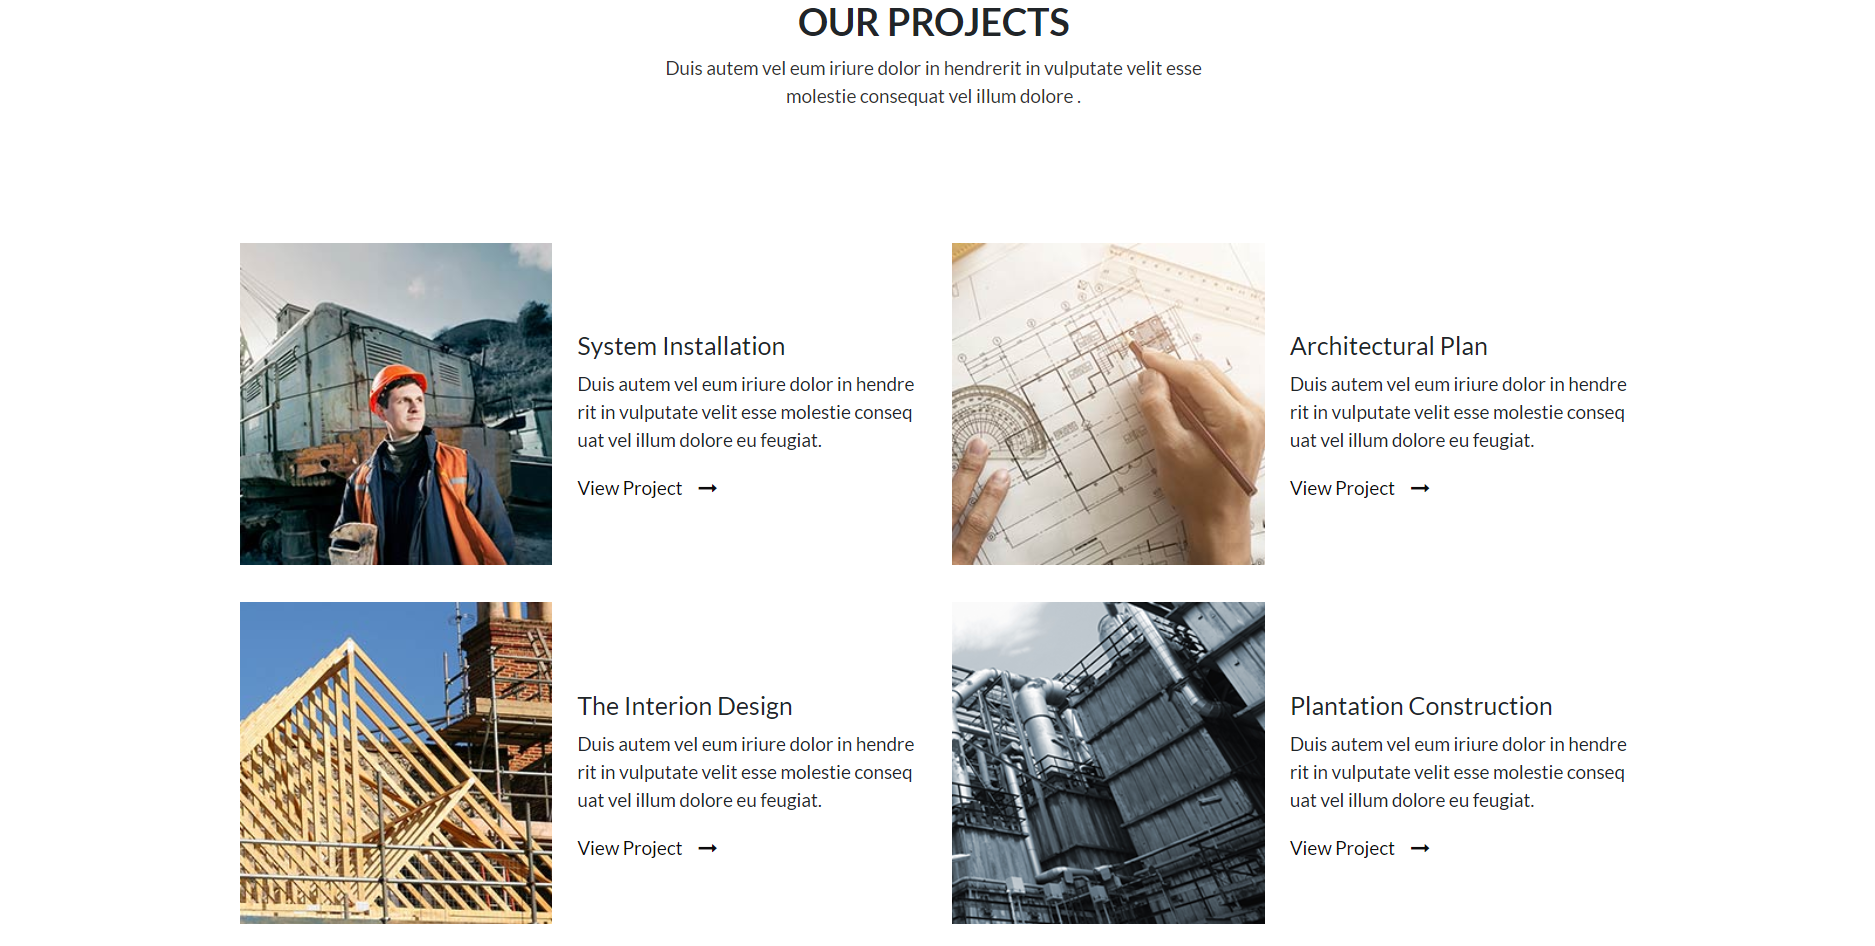 OUR PROJECTS
Duis autem vel eum iriure dolor in hendrerit in vulputate velit esse
molestie consequat vel illum dolore .
System Installation
Duis autem vel eum iriure dolor in hendre
rit in vulputate velit esse molestie conseq
uat vel illum dolore eu feugiat.
View Project
Architectural Plan
Duis autem vel eum iriure dolor in hendre
rit in vulputate velit esse molestie conseq
uat vel illum dolore eu feugiat.
View Project
The Interion Design
Duis autem vel eum iriure dolor in hendre
rit in vulputate velit esse molestie conseq
uat vel illum dolore eu feugiat.
View Project
Plantation Construction
Duis autem vel eum iriure dolor in hendre
rit in vulputate velit esse molestie conseq
uat vel illum dolore eu feugiat.
View Project